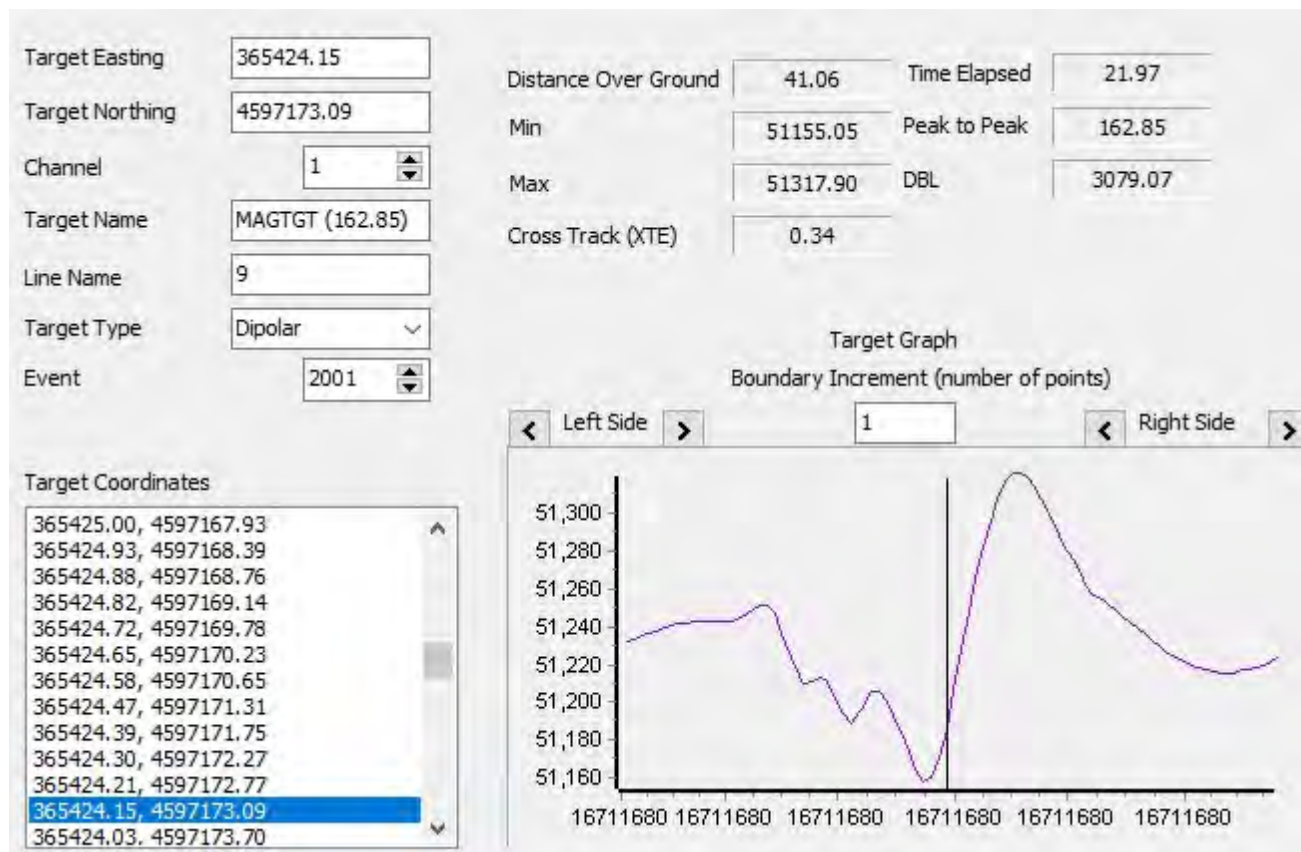 Target Easting 365424.15
Target Northing 4597173.09
Channel 1
Target Name MAGTGT (162.85)
Line Name 9
Target Type Dipolar
Event 2001
Distance Over Ground 41.06 Time Elapsed 21.97
Min 51155.05 Peak to Peak 162.85
Max 51317.90 DBL 3079.07
Cross Track (XTE) 0.34
Target Graph
Boundary Increment (number of points)
< Left Side > 1 < Right Side >
Target Coordinates
365425.00, 4597167.93
365424.93, 4597168.39
365424.88, 4597168.76
365424.82, 4597169.14
365424.72, 4597169.78
365424.65, 4597170.23
365424.58, 4597170.65
365424.47, 4597171.31
365424.39, 4597171.75
365424.30, 4597172.27
365424.21, 4597172.77
365424.15, 4597173.09
365424.03, 4597173.70
51,300
51,280
51,260
51,240
51,220
51,200
51,180
51,160
16711680 16711680 16711680 16711680 16711680 16711680